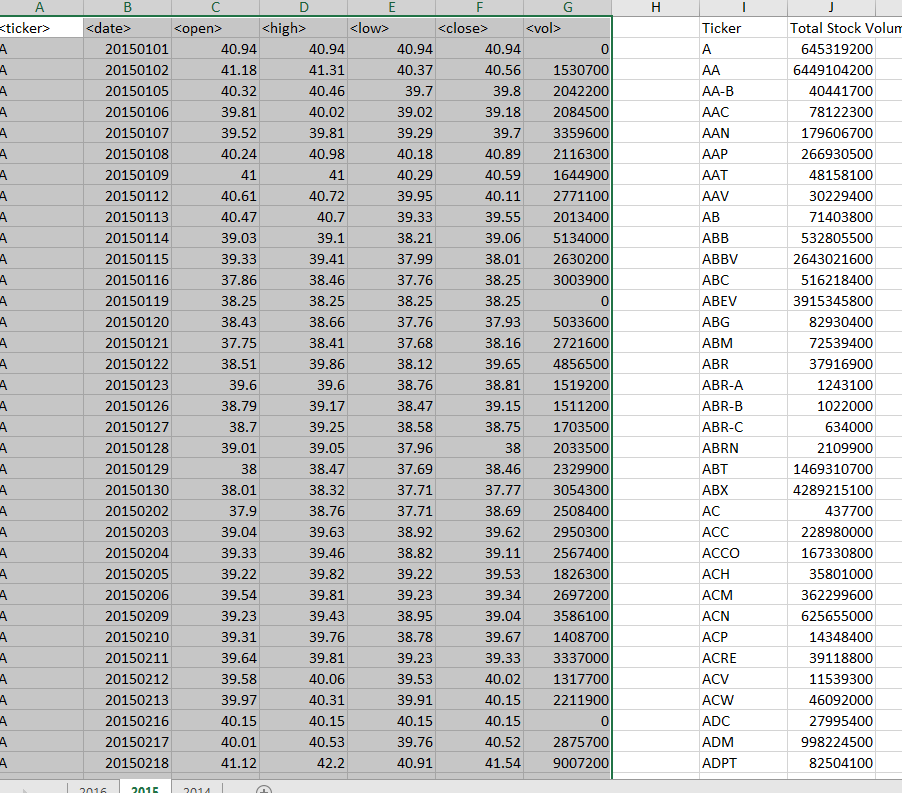 A B C D E F G H I J
<ticker> <date> <open> <high> <low> <close> <vol> Ticker Total Stock Volum
A 20150101 40.94 40.94 40.94 40.94 0 A 645319200
A 20150102 41.18 41.31 40.37 40.56 1530700 AA 6449104200
A 20150105 40.32 40.46 39.7 39.8 2042200 AA-B 40441700
A 20150106 39.81 40.02 39.02 39.18 2084500 AAC 78122300
A 20150107 39.52 39.81 39.29 39.7 3359600 AAN 179606700
A 20150108 40.24 40.98 40.18 40.89 2116300 AAP 266930500
A 20150109 41 41 40.29 40.59 1644900 AAT 48158100
A 20150112 40.61 40.72 39.95 40.11 2771100 AAV 30229400
A 20150113 40.47 40.7 39.33 39.55 2013400 AB 71403800
A 20150114 39.03 39.1 38.21 39.06 5134000 ABB 532805500
A 20150115 39.33 39.41 37.99 38.01 2630200 ABBV 2643021600
A 20150116 37.86 38.46 37.76 38.25 3003900 ABC 516218400
A 20150119 38.25 38.25 38.25 38.25 0 ABEV 3915345800
A 20150120 38.43 38.66 37.76 37.93 5033600 ABG 82930400
A 20150121 37.75 38.41 37.68 38.16 2721600 ABM 72539400
A 20150122 38.51 39.86 38.12 39.65 4856500 ABR 37916900
A 20150123 39.6 39.6 38.76 38.81 1519200 ABR-A 1243100
A 20150126 38.79 39.17 38.47 39.15 1511200 ABR-B 1022000
A 20150127 38.7 39.25 38.58 38.75 1703500 ABR-C 634000
A 20150128 39.01 39.05 37.96 38 2033500 ABRN 2109900
A 20150129 38 38.47 37.69 38.46 2329900 ABT 1469310700
A 20150130 38.01 38.32 37.71 37.77 3054300 ABX 4289215100
A 20150202 37.9 38.76 37.71 38.69 2508400 AC 437700
A 20150203 39.04 39.63 38.92 39.62 2950300 ACC 228980000
A 20150204 39.33 39.46 38.82 39.11 2567400 ACCO 167330800
A 20150205 39.22 39.82 39.22 39.53 1826300 ACH 35801000
A 20150206 39.54 39.81 39.23 39.34 2697200 ACM 362299600
A 20150209 39.23 39.43 38.95 39.04 3586100 ACN 625655000
A 20150210 39.31 39.76 38.78 39.67 1408700 ACP 14348400
A 20150211 39.64 39.81 39.23 39.33 3337000 ACRE 39118800
A 20150212 39.58 40.06 39.53 40.02 1317700 ACV 11539300
A 20150213 39.97 40.31 39.91 40.15 2211900 ACW 46092000
A 20150216 40.15 40.15 40.15 40.15 0 ADC 27995400
A 20150217 40.01 40.53 39.76 40.52 2875700 ADM 998224500
A 20150218 41.12 42.2 40.91 41.54 9007200 ADPT 82504100
2016 2015 2014